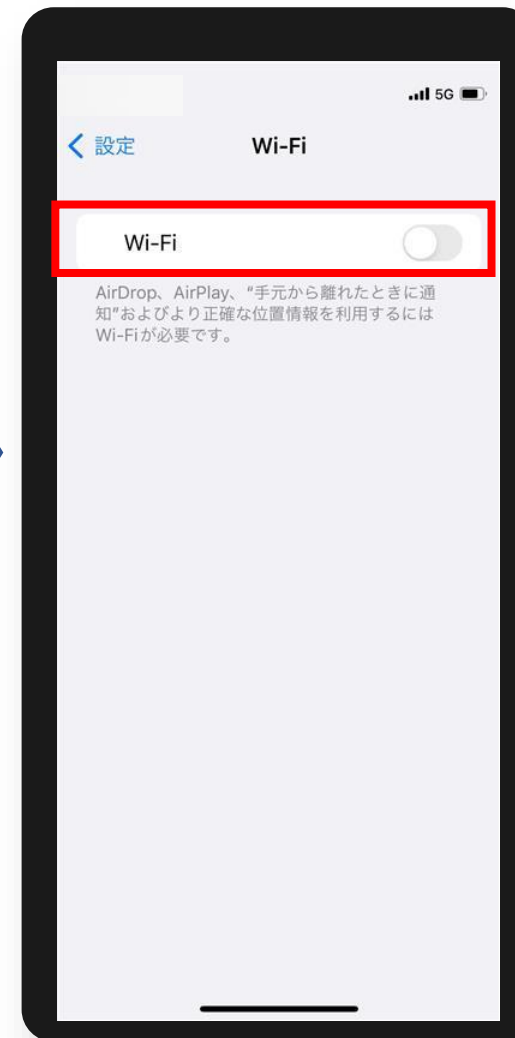 5G
設定
Wi-Fi
Wi-Fi
AirDrop、AirPlay、"手元から離れたときに通
知"およびより正確な位置情報を利用するには
Wi-Fiが必要です。